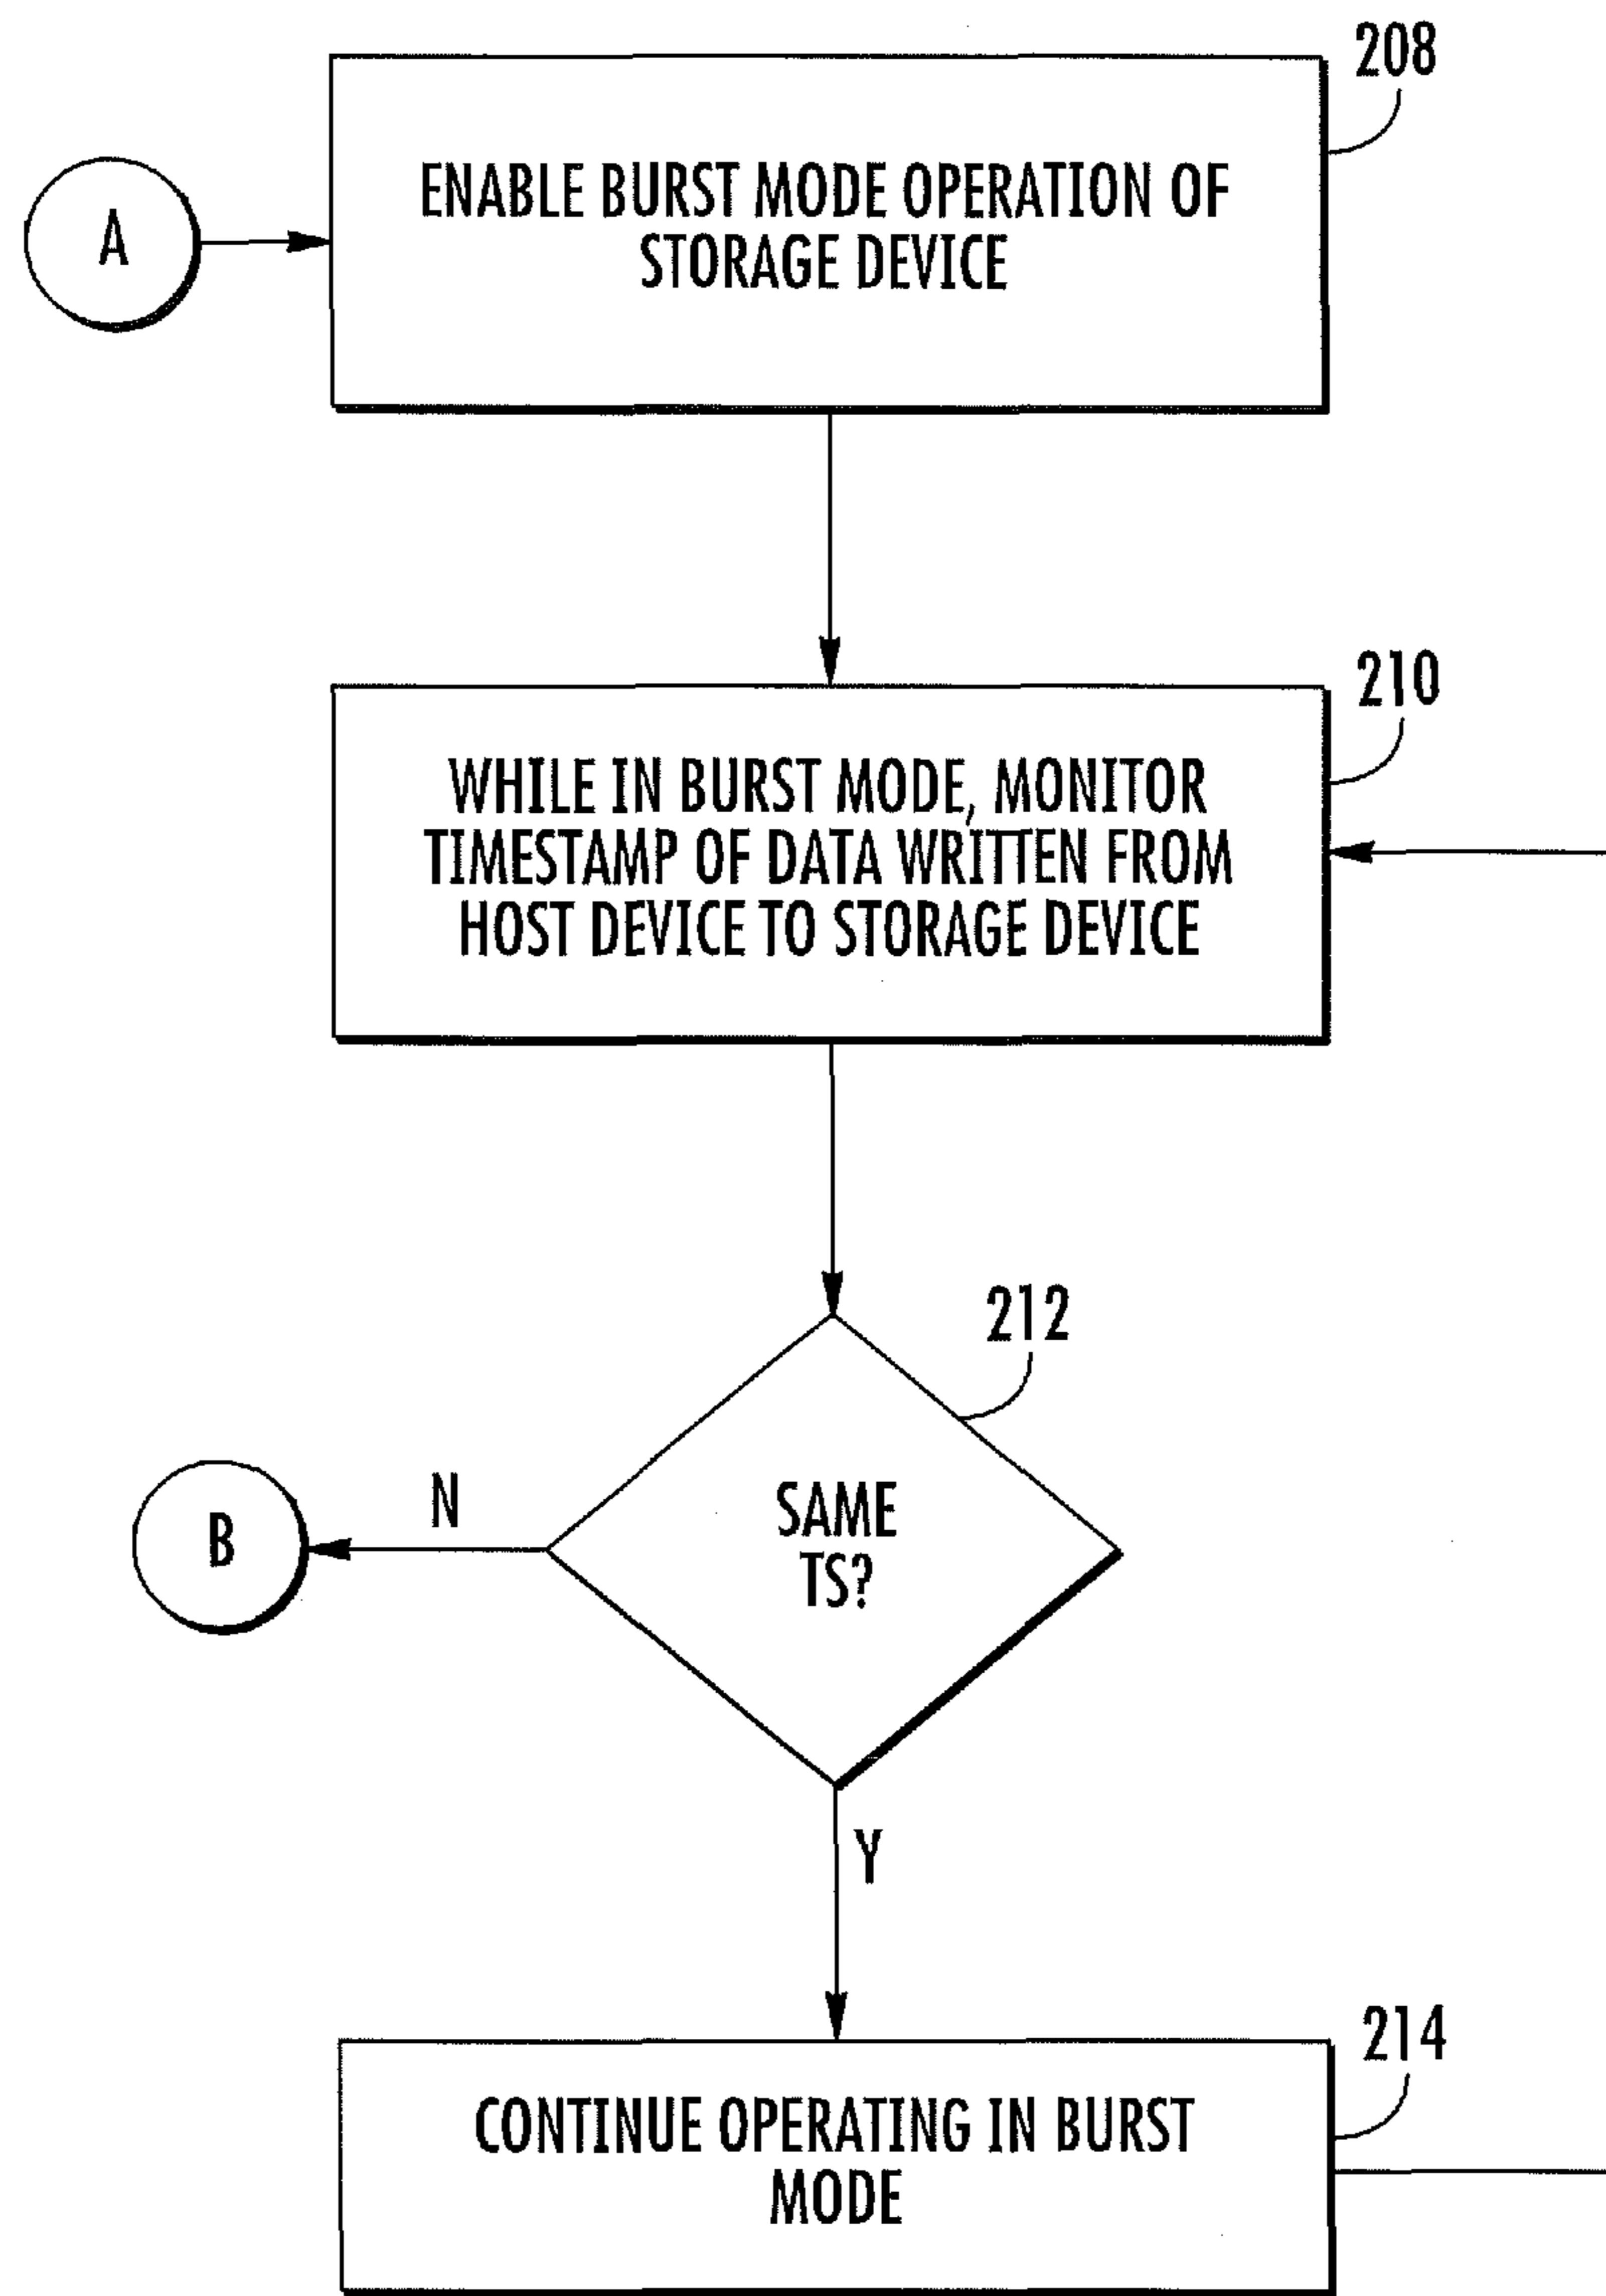 208
ENABLE BURST MODE OPERATION OF
STORAGE DEVICE
A
210
WHILE IN BURST MODE, MONITOR
TIMESTAMP OF DATA WRITTEN FROM
HOST DEVICE TO STORAGE DEVICE
212
SAME
TS?
N
B
Y
214
CONTINUE OPERATING IN BURST
MODE